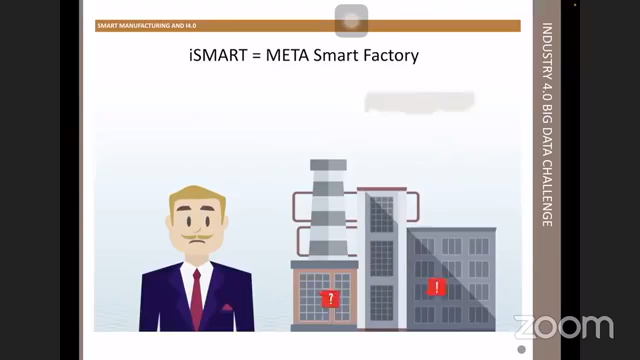 SMART MANUFACTURING AND I4.0
iSMART = META Smart Factory
INDUSTRY 4.0 BIG DATA CHALLENGE
?
!
zoom